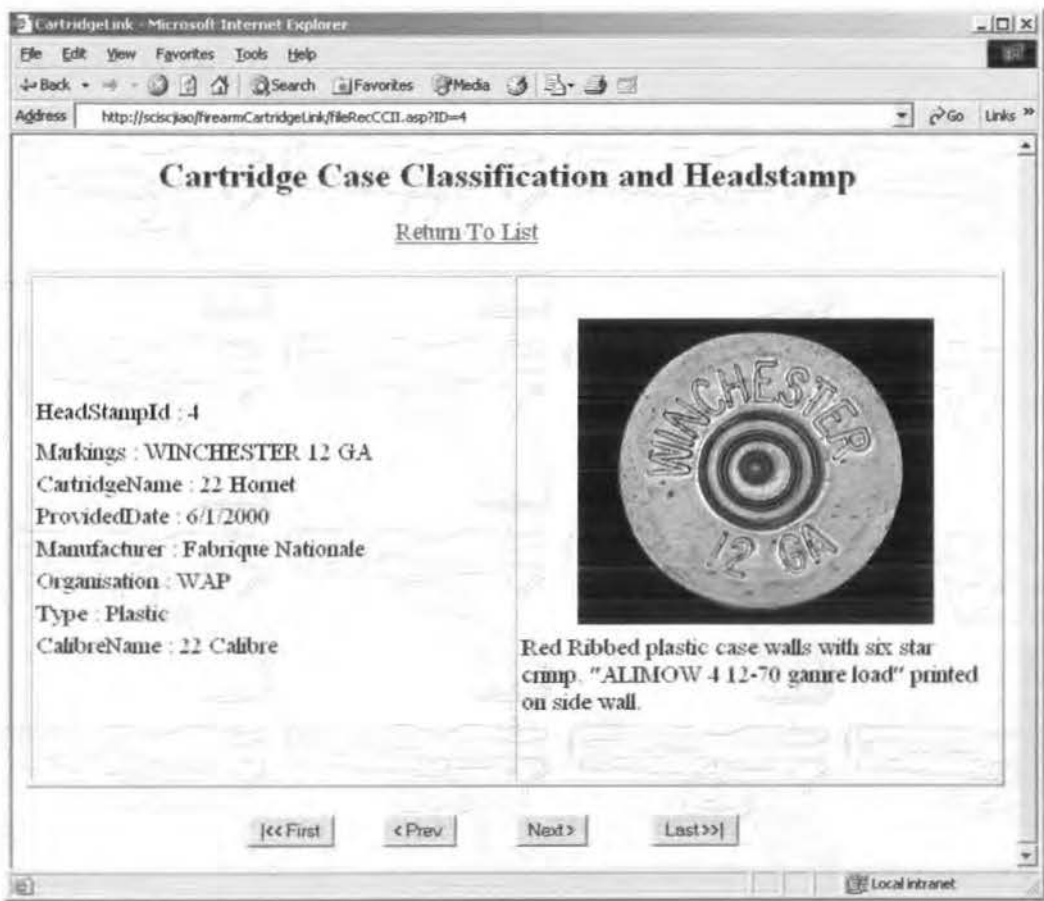 CartridgeLink - Microsoft Internet Explorer
File Edit View Favorites Tools Help
Back Search Favorites Media
Address http://sciscjiao/firearmCartridgeLink/fileRecCCII.asp?ID=4 Go Links »
Cartridge Case Classification and Headstamp
Return To List
HeadStampId : 4
Markings : WINCHESTER 12 GA
CartridgeName : 22 Hornet
ProvidedDate : 6/1/2000
Manufacturer : Fabrique Nationale
Organisation : WAP
Type : Plastic
CalibreName : 22 Calibre
WINCHESTER
12 GA
Red Ribbed plastic case walls with six star
crimp. "ALIMOW 4 12-70 gamre load" printed
on side wall.
|<< First < Prev Next > Last >>|
Local intranet